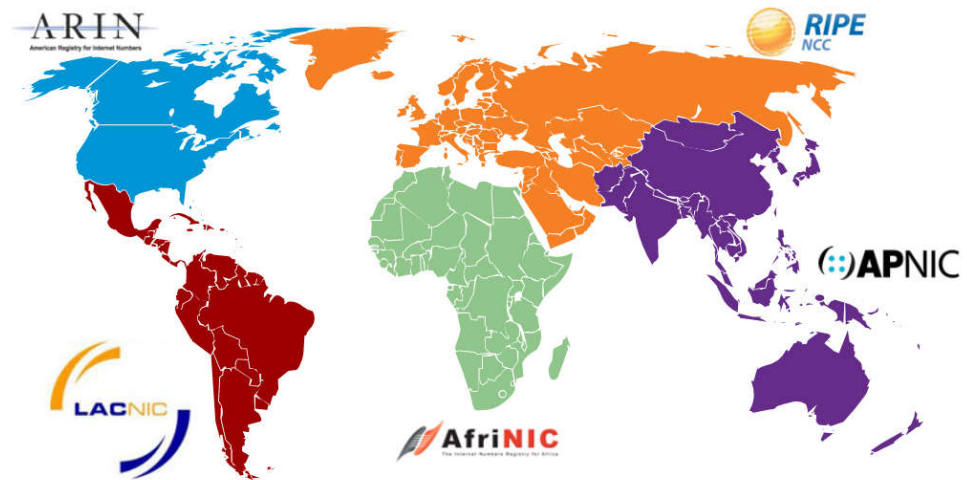 ARIN
American Registry for Internet Numbers
RIPE
NCC
APNIC
LACNIC
AfriNIC
The Internet Numbers Registry for Africa